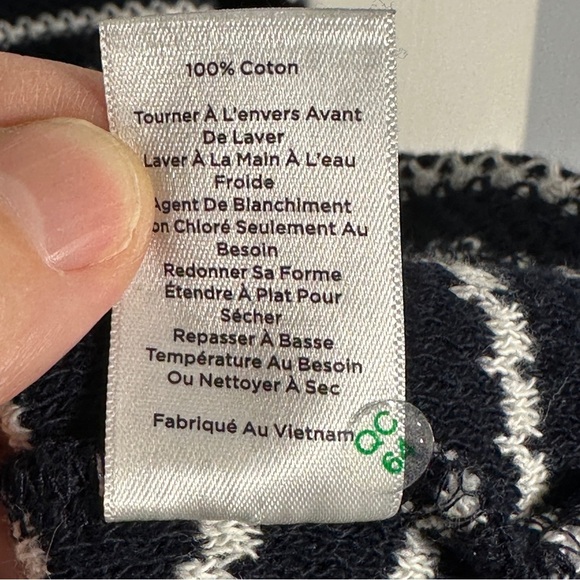 100% Coton
Tourner À L'envers Avant
De Laver
Laver À La Main À L'eau
Froide
Agent De Blanchiment
Chloré Seulement Au
Besoin
Redonner Sa Forme
Étendre À Plat Pour
Sécher
Repasser À Basse
Température Au Besoin
Ou Nettoyer À Sec
Fabriqué Au Vietnam
QC
64